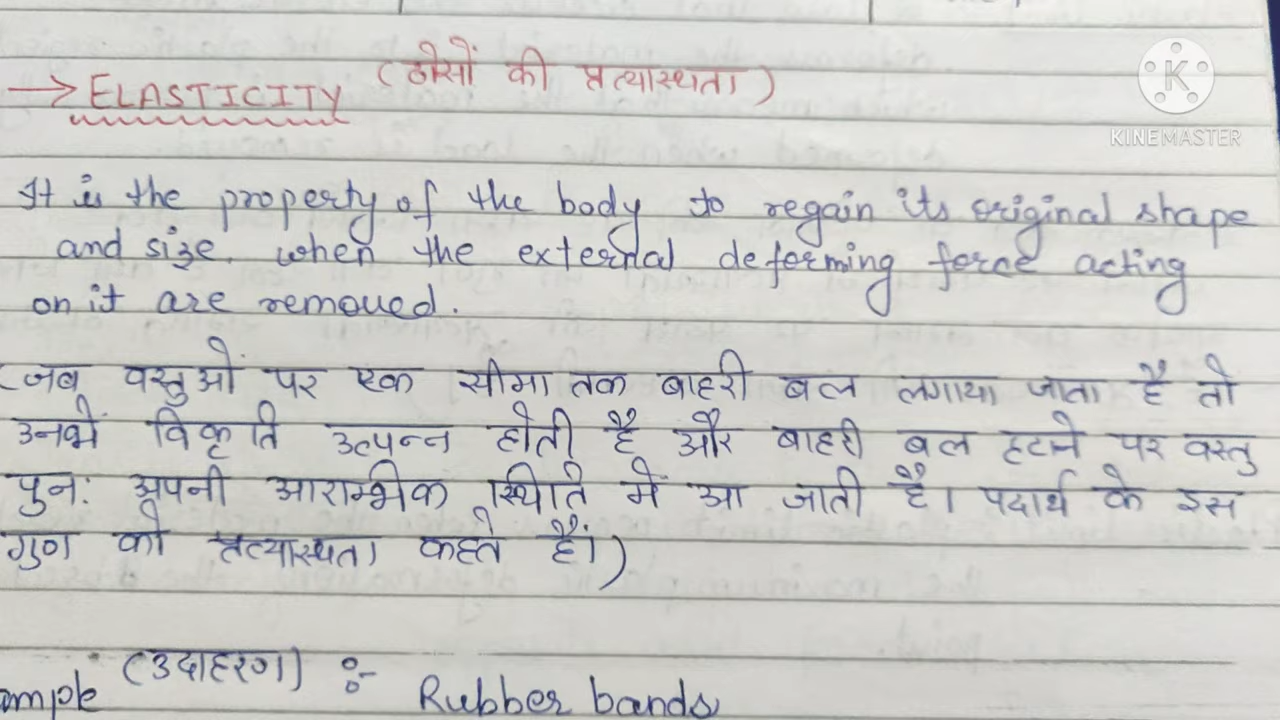 (ठोसों की प्रत्यास्थता)
→ ELASTICITY
K
KINEMASTER
It is the property of the body to regain its original shape
and size. when the external deforming force acting
on it are removed.
(जब वस्तुओं पर एक सीमा तक बाहरी बल लगाया जाता है तो
उनमें विकृति उत्पन्न होती है और बाहरी बल हटाने पर वस्तु
पुनः अपनी आराम्भिक स्थिति में आ जाती है। पदार्थ के इस
गुण को प्रत्यास्थता कहते हैं।)
(उदाहरण) :-
ample Rubber bands